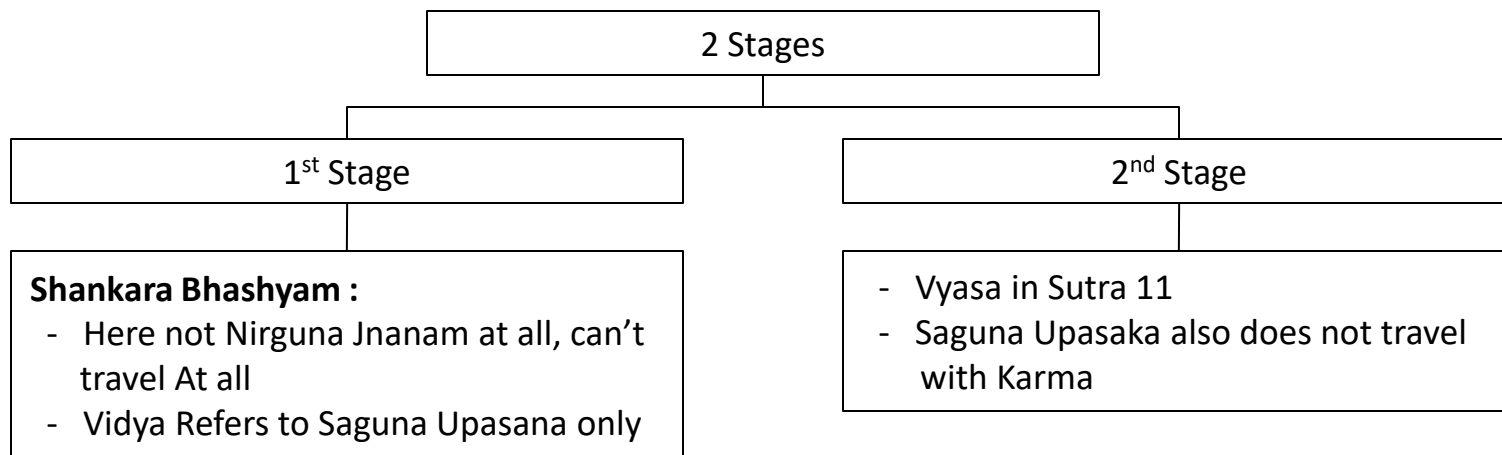 2 Stages
1st Stage
2nd Stage
Shankara Bhashyam :
- Here not Nirguna Jnanam at all, can’t
travel At all
- Vidya Refers to Saguna Upasana only
- Vyasa in Sutra 11
- Saguna Upasaka also does not travel
with Karma